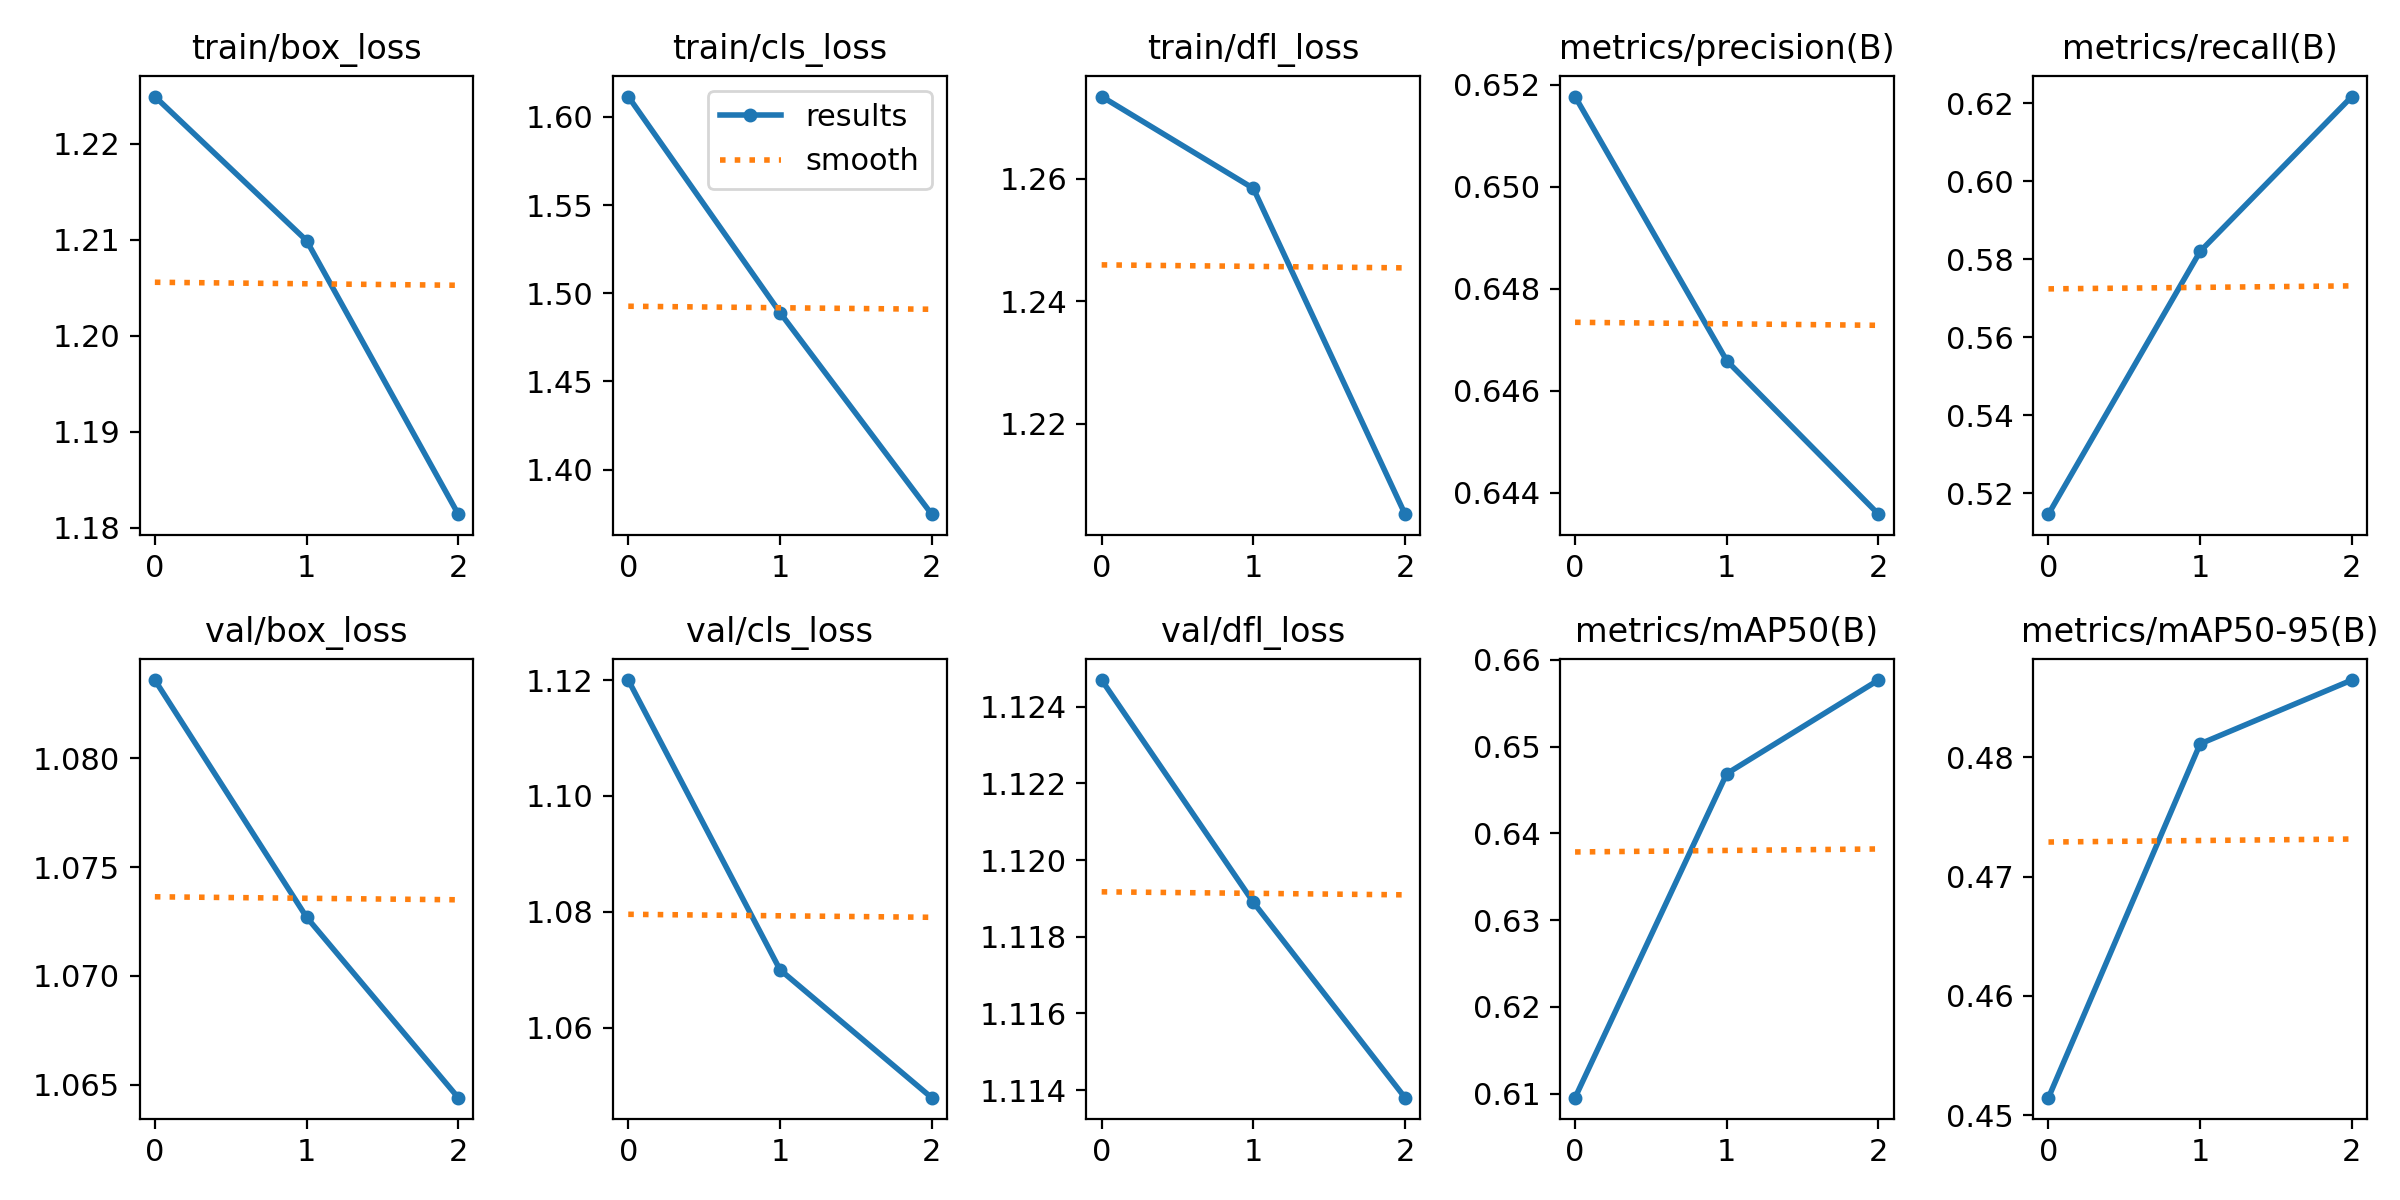 train/box_loss
train/cls_loss
train/dfl_loss
metrics/precision(B)
metrics/recall(B)
1.22
1.21
1.20
1.19
1.18
0 1 2
results
smooth
1.60
1.55
1.50
1.45
1.40
0 1 2
1.26
1.24
1.22
0 1 2
0.652
0.650
0.648
0.646
0.644
0 1 2
0.62
0.60
0.58
0.56
0.54
0.52
0 1 2
val/box_loss
val/cls_loss
val/dfl_loss
metrics/mAP50(B)
metrics/mAP50-95(B)
1.080
1.075
1.070
1.065
0 1 2
1.12
1.10
1.08
1.06
0 1 2
1.124
1.122
1.120
1.118
1.116
1.114
0 1 2
0.66
0.65
0.64
0.63
0.62
0.61
0 1 2
0.48
0.47
0.46
0.45
0 1 2